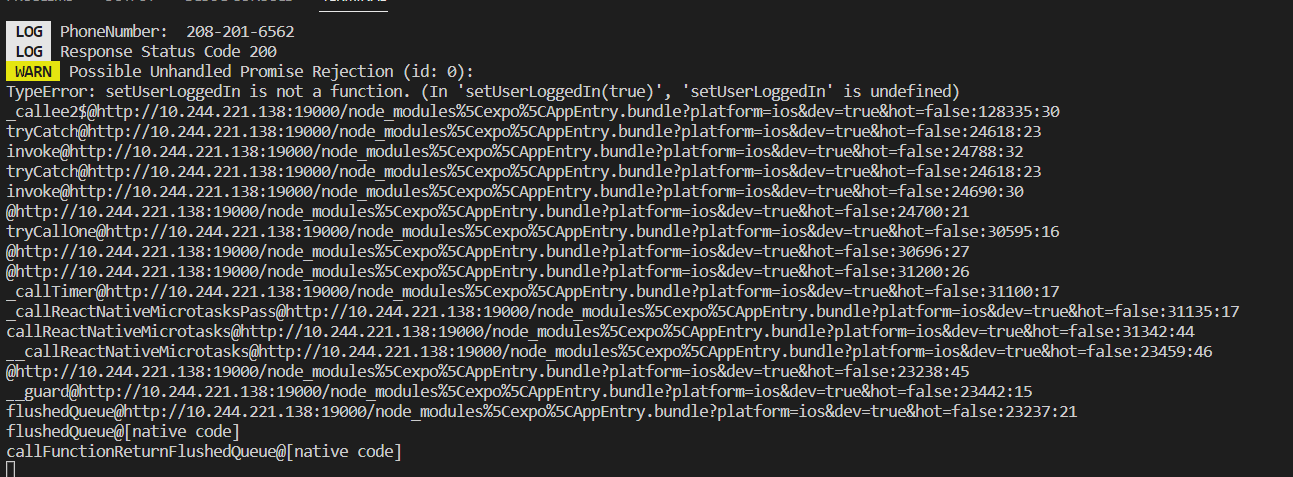 TERMINAL
LOG PhoneNumber:  208-201-6562
LOG Response Status Code 200
WARN Possible Unhandled Promise Rejection (id: 0):
TypeError: setUserLoggedIn is not a function. (In 'setUserLoggedIn(true)', 'setUserLoggedIn' is undefined)
_callee2$@http://10.244.221.138:19000/node_modules%5Cexpo%5CAppEntry.bundle?platform=ios&dev=true&hot=false:128335:30
tryCatch@http://10.244.221.138:19000/node_modules%5Cexpo%5CAppEntry.bundle?platform=ios&dev=true&hot=false:24618:23
invoke@http://10.244.221.138:19000/node_modules%5Cexpo%5CAppEntry.bundle?platform=ios&dev=true&hot=false:24788:32
tryCatch@http://10.244.221.138:19000/node_modules%5Cexpo%5CAppEntry.bundle?platform=ios&dev=true&hot=false:24618:23
invoke@http://10.244.221.138:19000/node_modules%5Cexpo%5CAppEntry.bundle?platform=ios&dev=true&hot=false:24690:30
@http://10.244.221.138:19000/node_modules%5Cexpo%5CAppEntry.bundle?platform=ios&dev=true&hot=false:24700:21
tryCallOne@http://10.244.221.138:19000/node_modules%5Cexpo%5CAppEntry.bundle?platform=ios&dev=true&hot=false:30595:16
@http://10.244.221.138:19000/node_modules%5Cexpo%5CAppEntry.bundle?platform=ios&dev=true&hot=false:30696:27
@http://10.244.221.138:19000/node_modules%5Cexpo%5CAppEntry.bundle?platform=ios&dev=true&hot=false:31200:26
_callTimer@http://10.244.221.138:19000/node_modules%5Cexpo%5CAppEntry.bundle?platform=ios&dev=true&hot=false:31100:17
_callReactNativeMicrotasksPass@http://10.244.221.138:19000/node_modules%5Cexpo%5CAppEntry.bundle?platform=ios&dev=true&hot=false:31135:17
callReactNativeMicrotasks@http://10.244.221.138:19000/node_modules%5Cexpo%5CAppEntry.bundle?platform=ios&dev=true&hot=false:31342:44
__callReactNativeMicrotasks@http://10.244.221.138:19000/node_modules%5Cexpo%5CAppEntry.bundle?platform=ios&dev=true&hot=false:23459:46
@http://10.244.221.138:19000/node_modules%5Cexpo%5CAppEntry.bundle?platform=ios&dev=true&hot=false:23238:45
__guard@http://10.244.221.138:19000/node_modules%5Cexpo%5CAppEntry.bundle?platform=ios&dev=true&hot=false:23442:15
flushedQueue@http://10.244.221.138:19000/node_modules%5Cexpo%5CAppEntry.bundle?platform=ios&dev=true&hot=false:23237:21
flushedQueue@[native code]
callFunctionReturnFlushedQueue@[native code]